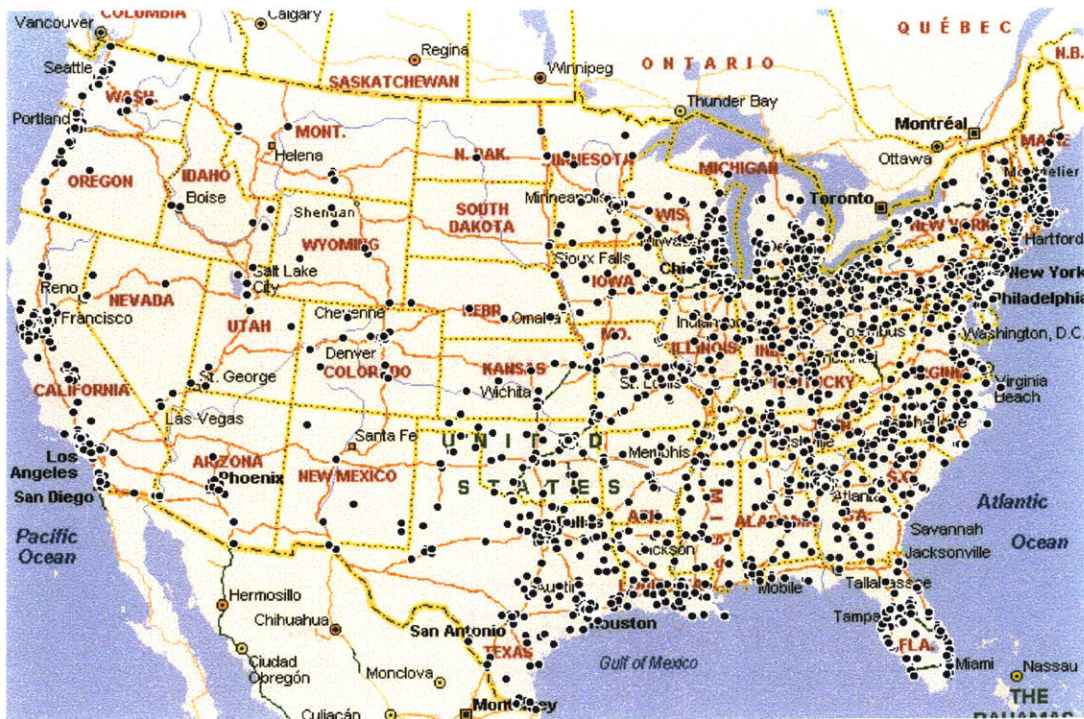 COLUMBIA
Calgary
QUÉBEC
Vancouver
Regina
Winnipeg
ONTARIO
N.B.
Seattle
SASKATCHEWAN
Thunder Bay
WASH.
Montréal
Portland
MONT.
N. DAK.
Ottawa
MAINE
Helena
MICHIGAN
OREGON
IDAHO
Boise
Minneapolis
Toronto
Sheridan
SOUTH
DAKOTA
WIS.
NEW YORK
WYOMING
Hartford
Sioux Falls
Reno
Salt Lake
City
IOWA
New York
NEVADA
Philadelphia
Francisco
UTAH
Cheyenne
Omaha
Washington, D.C.
Denver
COLORADO
MO.
ILLINOIS
KANSAS
St. George
St. Louis
CALIFORNIA
Wichita
Virginia
Beach
Las Vegas
Santa Fe
UNITED
STATES
Memphis
Los
Angeles
ARIZONA
Phoenix
NEW MEXICO
San Diego
Atlantic
Ocean
Pacific
Ocean
Jackson
Savannah
Jacksonville
Austin
Mobile
Tallahassee
Hermosillo
Chihuahua
San Antonio
Houston
Tampa
TEXAS
FLA.
Ciudad
Obregón
Monclova
Gulf of Mexico
Miami
Nassau
Culiacán
THE